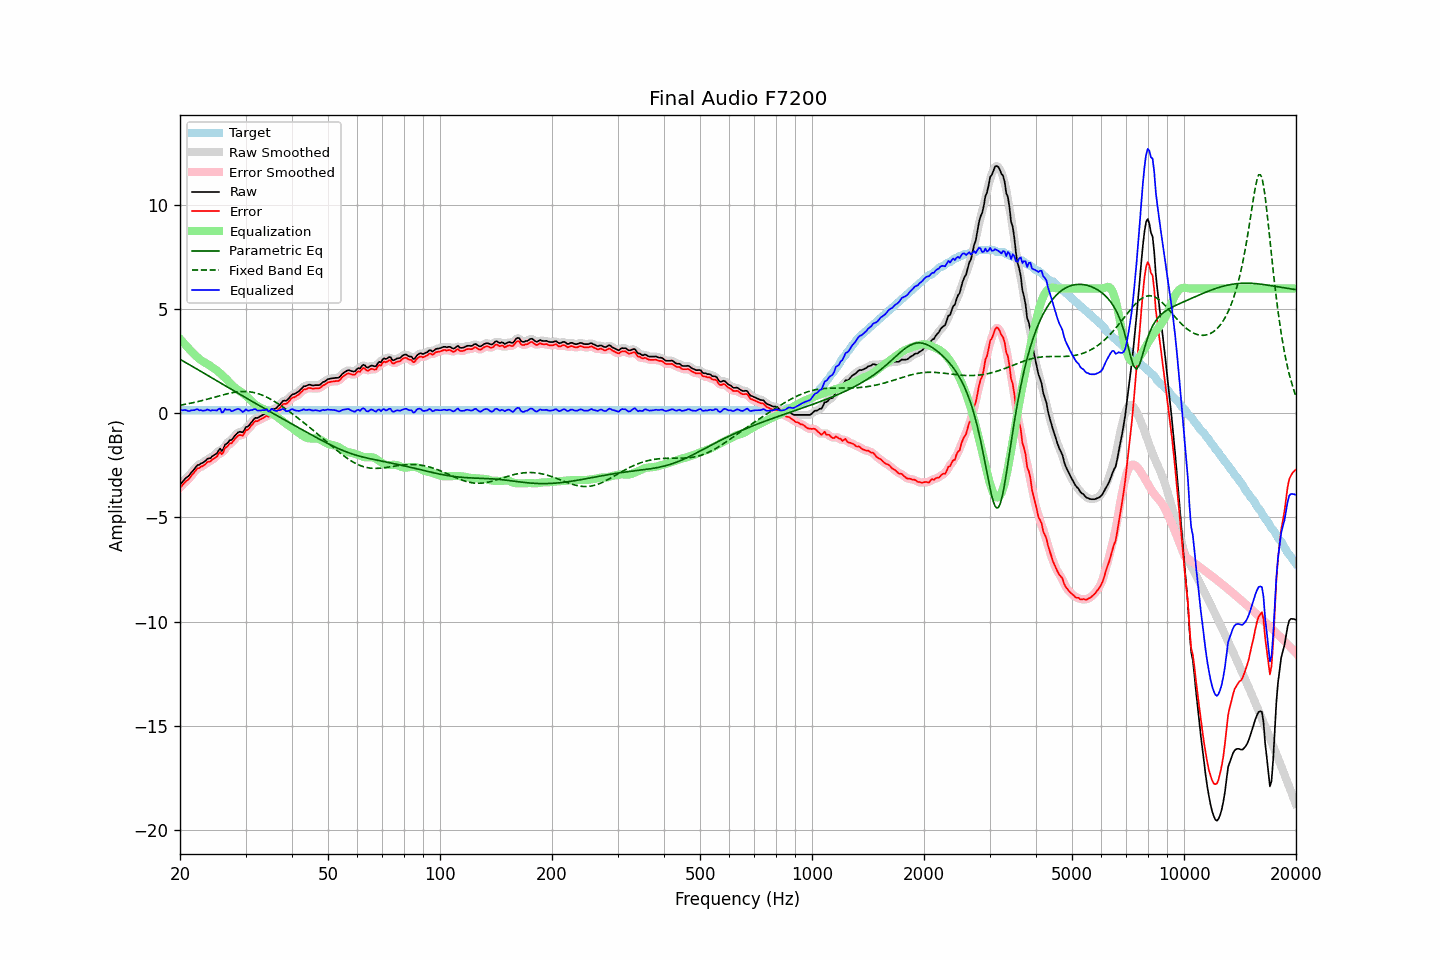 Final Audio F7200
Target
Raw Smoothed
Error Smoothed
Raw
Error
Equalization
Parametric Eq
Fixed Band Eq
Equalized
Amplitude (dBr)
10
5
0
−5
−10
−15
−20
20 50 100 200 500 1000 2000 5000 10000 20000
Frequency (Hz)